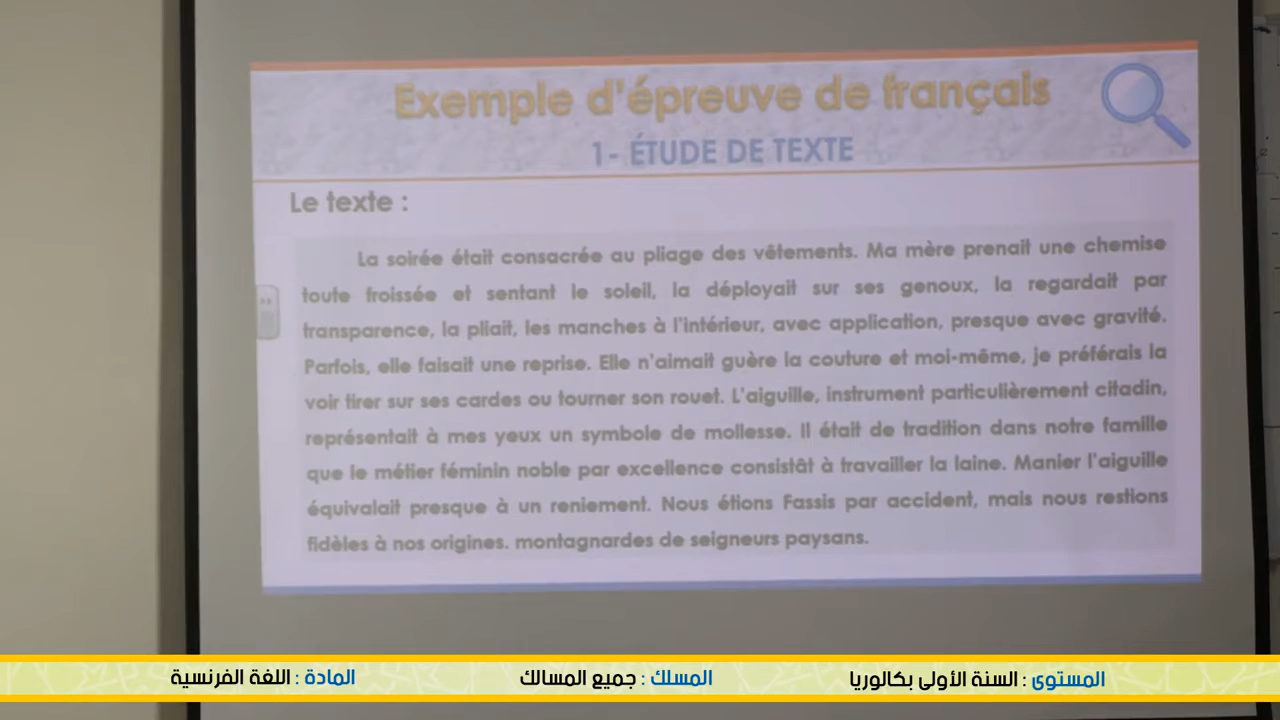 Exemple d'épreuve de français
1- ÉTUDE DE TEXTE
Le texte :
La soirée était consacrée au pliage des vêtements. Ma mère prenait une chemise
toute froissée et sentant le soleil, la déployait sur ses genoux, la regardait par
transparence, la pliait, les manches à l'intérieur, avec application, presque avec gravité.
Parfois, elle faisait une reprise. Elle n'aimait guère la couture et moi-même, je préférais la
voir tirer sur ses cardes ou tourner son rouet. L'aiguille, instrument particulièrement citadin,
représentait à mes yeux un symbole de mollesse. Il était de tradition dans notre famille
que le métier féminin noble par excellence consistât à travailler la laine. Manier l'aiguille
équivalait presque à un reniement. Nous étions Fassis par accident, mais nous restions
fidèles à nos origines. montagnardes de seigneurs paysans.
المستوى : السنة الأولى بكالوريا
المسلك : جميع المسالك
المادة : اللغة الفرنسية